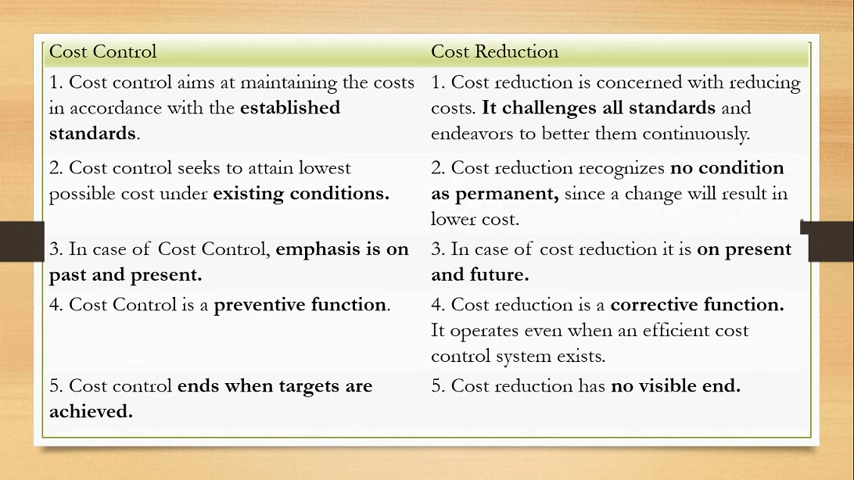 Cost Control
Cost Reduction
1. Cost control aims at maintaining the costs
in accordance with the established
standards.
1. Cost reduction is concerned with reducing
costs. It challenges all standards and
endeavors to better them continuously.
2. Cost control seeks to attain lowest
possible cost under existing conditions.
2. Cost reduction recognizes no condition
as permanent, since a change will result in
lower cost.
3. In case of Cost Control, emphasis is on
past and present.
3. In case of cost reduction it is on present
and future.
4. Cost Control is a preventive function.
4. Cost reduction is a corrective function.
It operates even when an efficient cost
control system exists.
5. Cost control ends when targets are
achieved.
5. Cost reduction has no visible end.